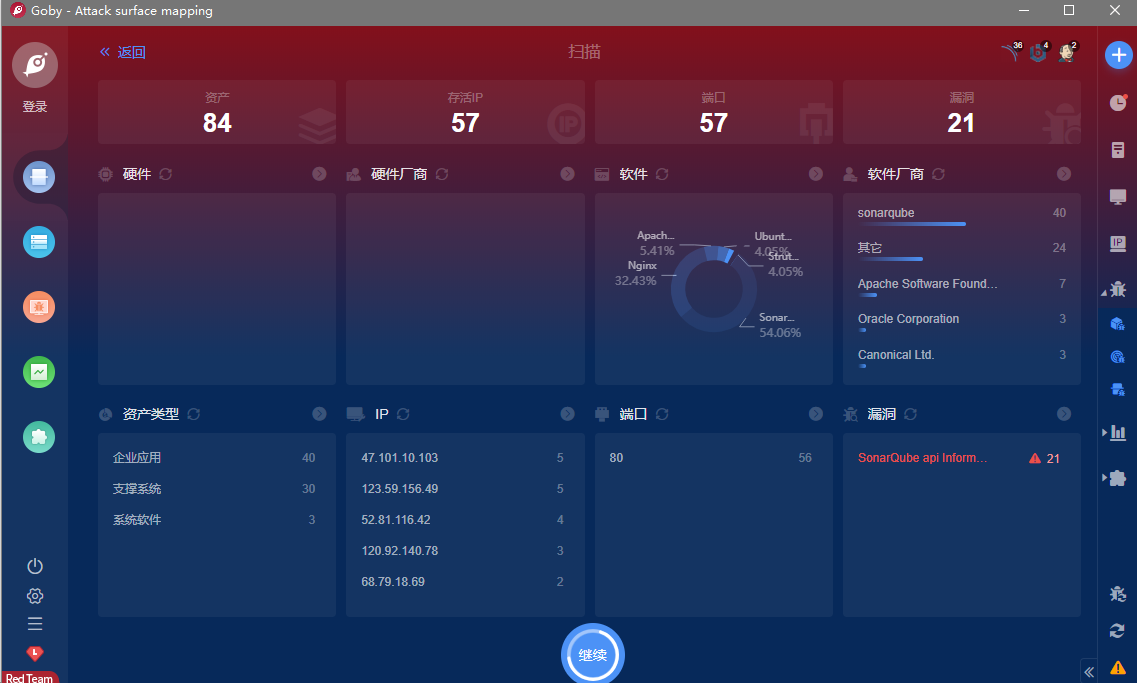 Goby - Attack surface mapping
登录
返回
扫描
36
4
2
资产
84
存活IP
57
端口
57
漏洞
21
硬件
硬件厂商
软件
Apach...
5.41%
Nginx
32.43%
Ubunt...
4.05%
Strut...
4.05%
Sonar...
54.06%
软件厂商
sonarqube 40
其它 24
Apache Software Found... 7
Oracle Corporation 3
Canonical Ltd. 3
资产类型
企业应用 40
支撑系统 30
系统软件 3
IP
47.101.10.103 5
123.59.156.49 5
52.81.116.42 4
120.92.140.78 3
68.79.18.69 2
端口
80 56
漏洞
SonarQube api Inform... 21
继续
IP
Red Team